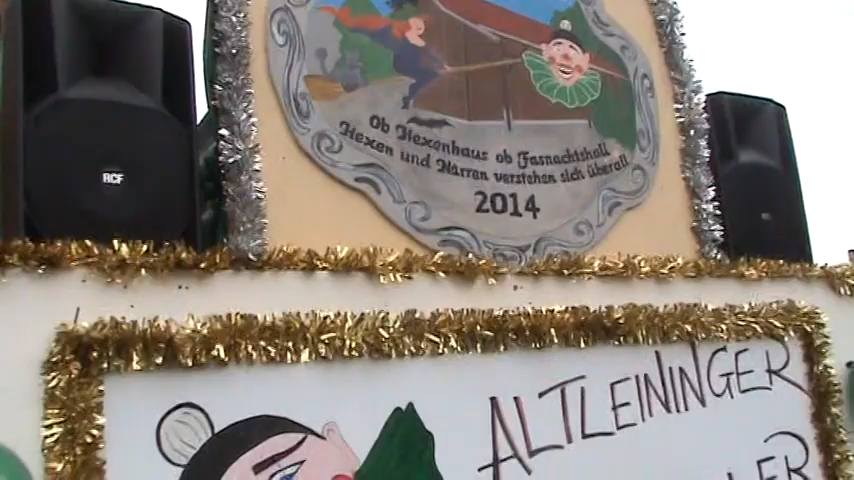 RCF
Ob Hexenhaus ob Fasnachtshall
Hexen und Narren verstehen sich überall
2014
ALTLEININGER